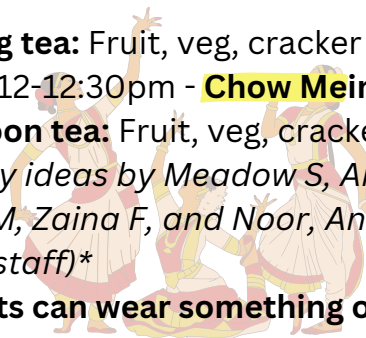 g tea: Fruit, veg, cracker
12-12:30pm - Chow Mein
on tea: Fruit, veg, cracke
y ideas by Meadow S, A
M, Zaina F, and Noor, An
staff)*
ts can wear something o